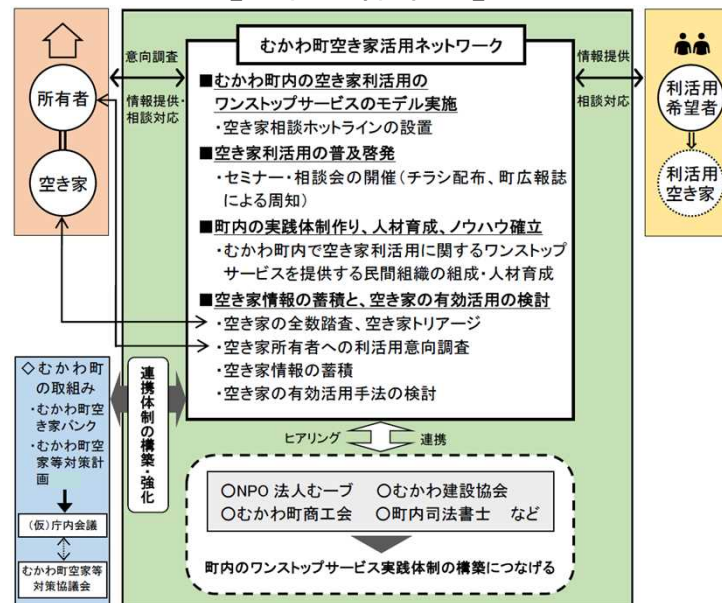 むかわ町空き家活用ネットワーク
■むかわ町内の空き家利用の
ワンストップサービスのモデル実施
・空き家相談ホットラインの設置
■空き家利用の普及啓発
・セミナー・相談会の開催(チラシ配布、町広報誌
による周知)
■町内の実践体制作り、人材育成、ノウハウ確立
・むかわ町内で空き家利用に関するワンストップ
サービスを提供する民間組織の組成・人材育成
■空き家情報の蓄積と、空き家の有効活用の検討
・空き家の全数踏査、空き家トリアージ
・空き家所有者への利活用意向調査
・空き家情報の蓄積
・空き家の有効活用手法の検討
所有者
空き家
意向調査
情報提供・
相談対応
情報提供
相談対応
利活用
希望者
利活用
空き家
◇むかわ町
の取組み
・むかわ町空
き家バンク
・むかわ町空
家等対策計
画
(仮)庁内会議
むかわ町空家等
対策協議会
連携体制の構築・強化
ヒアリング
連携
〇NPO 法人むーブ 〇むかわ建設協会
〇むかわ町商工会 〇町内司法書士 など
町内のワンストップサービス実践体制の構築につなげる